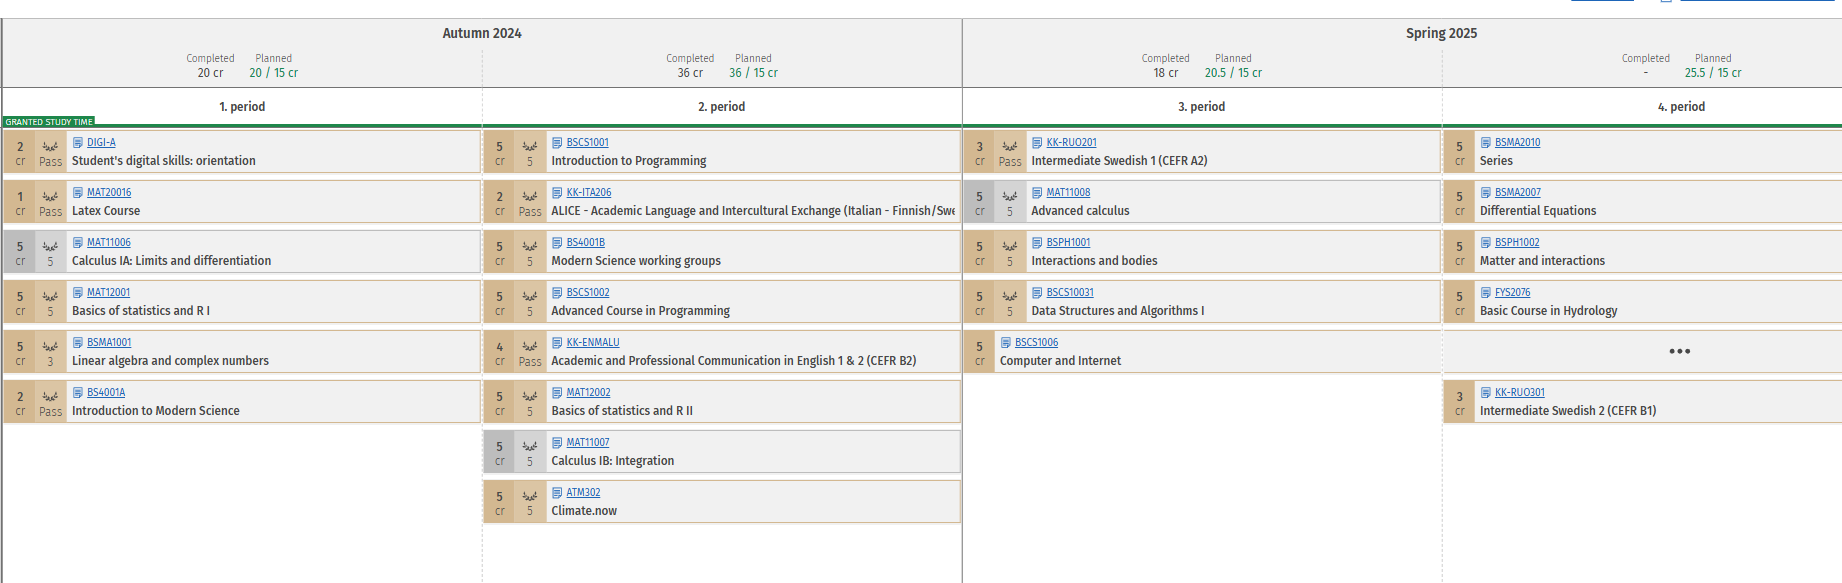 Autumn 2024
Spring 2025
Completed Planned
20 cr 20 / 15 cr
Completed Planned
36 cr 36 / 15 cr
Completed Planned
18 cr 20.5 / 15 cr
Completed Planned
- 25.5 / 15 cr
1. period
2. period
3. period
4. period
GRANTED STUDY TIME
2 cr Pass DIGI-A
Student's digital skills: orientation
1 cr Pass MAT20016
Latex Course
5 cr 5 MAT11006
Calculus IA: Limits and differentiation
5 cr 5 MAT12001
Basics of statistics and R I
5 cr 3 BSMA1001
Linear algebra and complex numbers
2 cr Pass BS4001A
Introduction to Modern Science
5 cr 5 BSCS1001
Introduction to Programming
2 cr Pass KK-ITA206
ALICE - Academic Language and Intercultural Exchange (Italian - Finnish/Swe
5 cr 5 BS4001B
Modern Science working groups
5 cr 5 BSCS1002
Advanced Course in Programming
4 cr Pass KK-ENMALU
Academic and Professional Communication in English 1 & 2 (CEFR B2)
5 cr 5 MAT12002
Basics of statistics and R II
5 cr 5 MAT11007
Calculus IB: Integration
5 cr 5 ATM302
Climate.now
3 cr Pass KK-RUO201
Intermediate Swedish 1 (CEFR A2)
5 cr 5 MAT11008
Advanced calculus
5 cr 5 BSPH1001
Interactions and bodies
5 cr 5 BSCS10031
Data Structures and Algorithms I
5 cr BSCS1006
Computer and Internet
5 cr BSMA2010
Series
5 cr BSMA2007
Differential Equations
5 cr BSPH1002
Matter and interactions
5 cr FYS2076
Basic Course in Hydrology
•••
3 cr KK-RUO301
Intermediate Swedish 2 (CEFR B1)